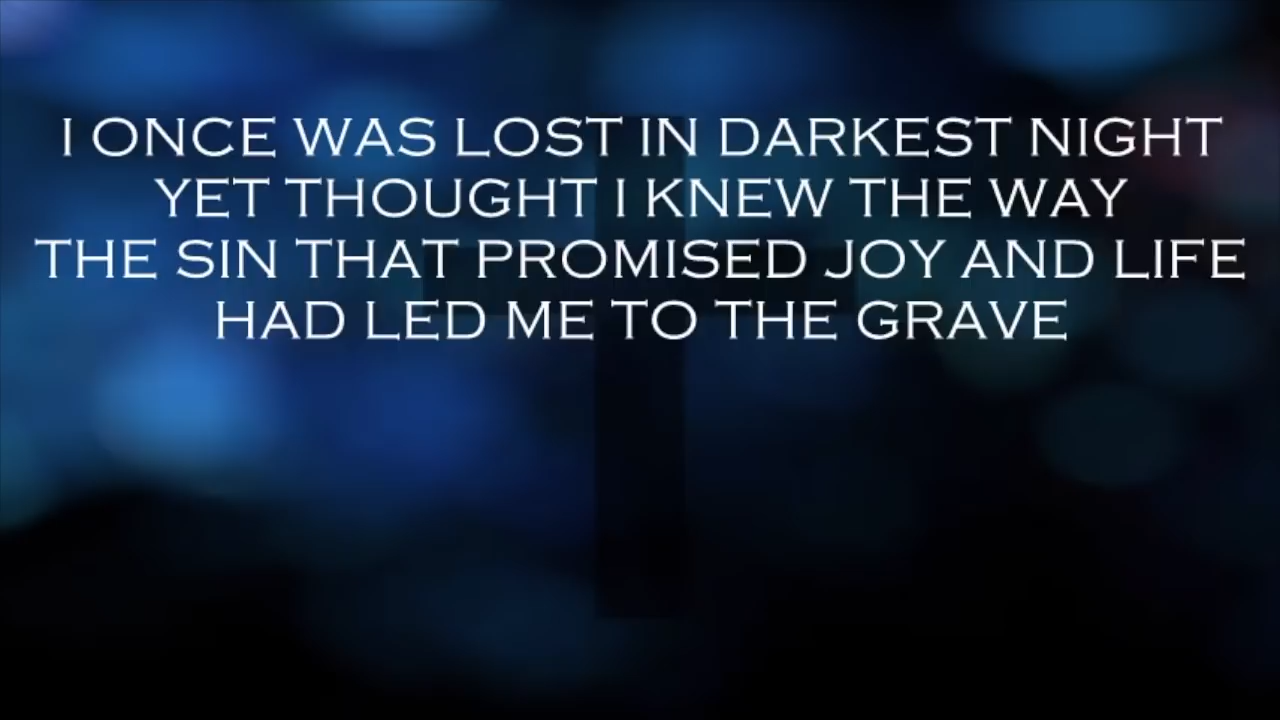 I ONCE WAS LOST IN DARKEST NIGHT
YET THOUGHT I KNEW THE WAY
THE SIN THAT PROMISED JOY AND LIFE
HAD LED ME TO THE GRAVE